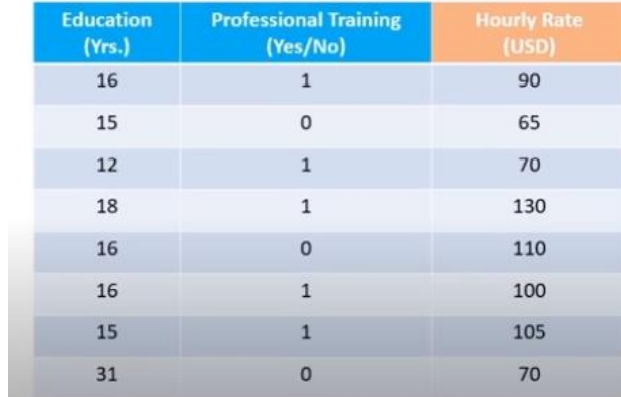 Education Professional Training Hourly Rate
(Yrs.) (Yes/No) (USD)
16 1 90
15 0 65
12 1 70
18 1 130
16 0 110
16 1 100
15 1 105
31 0 70